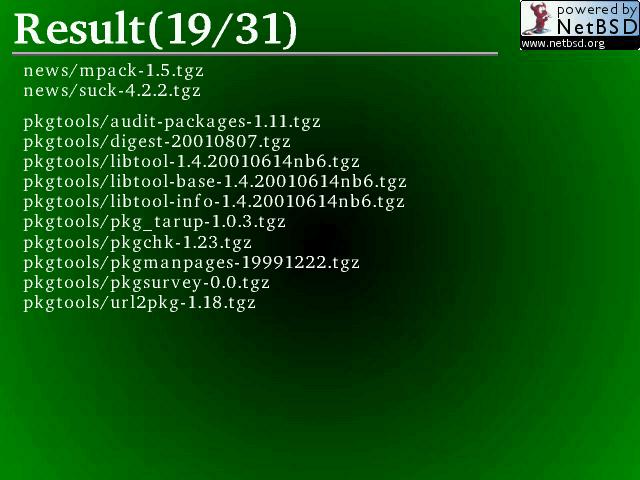 Result(19/31)
powered by
NetBSD
www.netbsd.org
news/mpack-1.5.tgz
news/suck-4.2.2.tgz
pkgtools/audit-packages-1.11.tgz
pkgtools/digest-20010807.tgz
pkgtools/libtool-1.4.20010614nb6.tgz
pkgtools/libtool-base-1.4.20010614nb6.tgz
pkgtools/libtool-info-1.4.20010614nb6.tgz
pkgtools/pkg_tarup-1.0.3.tgz
pkgtools/pkgchk-1.23.tgz
pkgtools/pkgmanpages-19991222.tgz
pkgtools/pkgsurvey-0.0.tgz
pkgtools/url2pkg-1.18.tgz